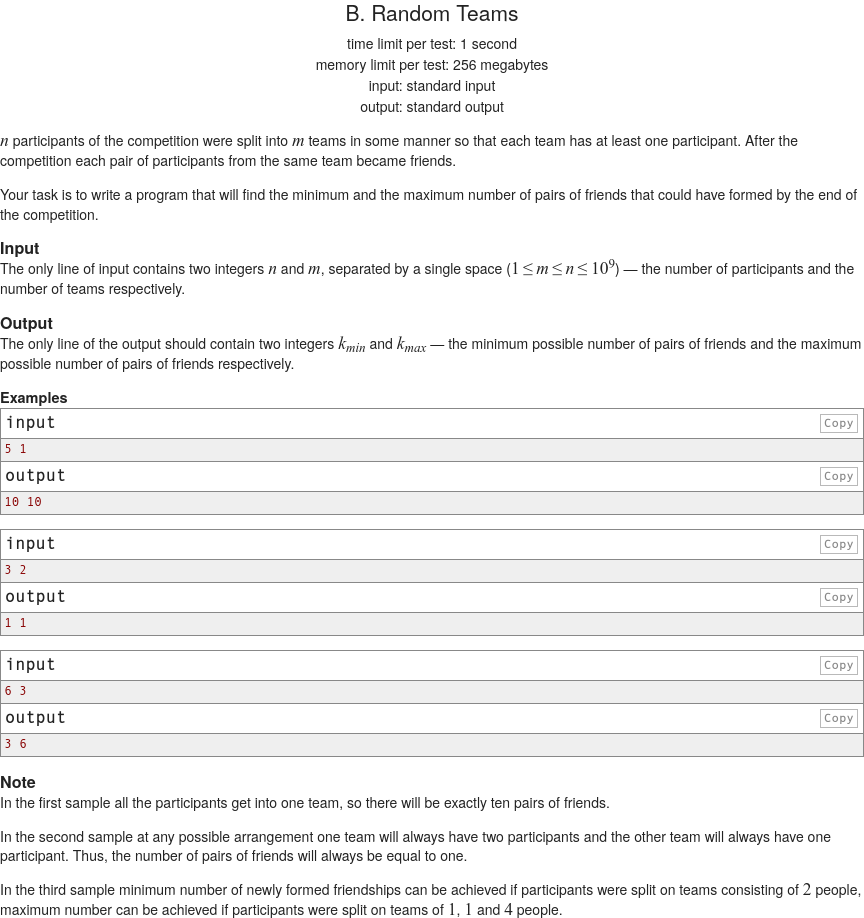 B. Random Teams
time limit per test: 1 second
memory limit per test: 256 megabytes
input: standard input
output: standard output
n participants of the competition were split into m teams in some manner so that each team has at least one participant. After the
competition each pair of participants from the same team became friends.
Your task is to write a program that will find the minimum and the maximum number of pairs of friends that could have formed by the end of
the competition.
Input
The only line of input contains two integers n and m, separated by a single space (1 ≤ m ≤ n ≤ 10⁹) — the number of participants and the
number of teams respectively.
Output
The only line of the output should contain two integers k_min and k_max — the minimum possible number of pairs of friends and the maximum
possible number of pairs of friends respectively.
Examples
input Copy
5 1
output Copy
10 10
input Copy
3 2
output Copy
1 1
input Copy
6 3
output Copy
3 6
Note
In the first sample all the participants get into one team, so there will be exactly ten pairs of friends.
In the second sample at any possible arrangement one team will always have two participants and the other team will always have one
participant. Thus, the number of pairs of friends will always be equal to one.
In the third sample minimum number of newly formed friendships can be achieved if participants were split on teams consisting of 2 people,
maximum number can be achieved if participants were split on teams of 1, 1 and 4 people.